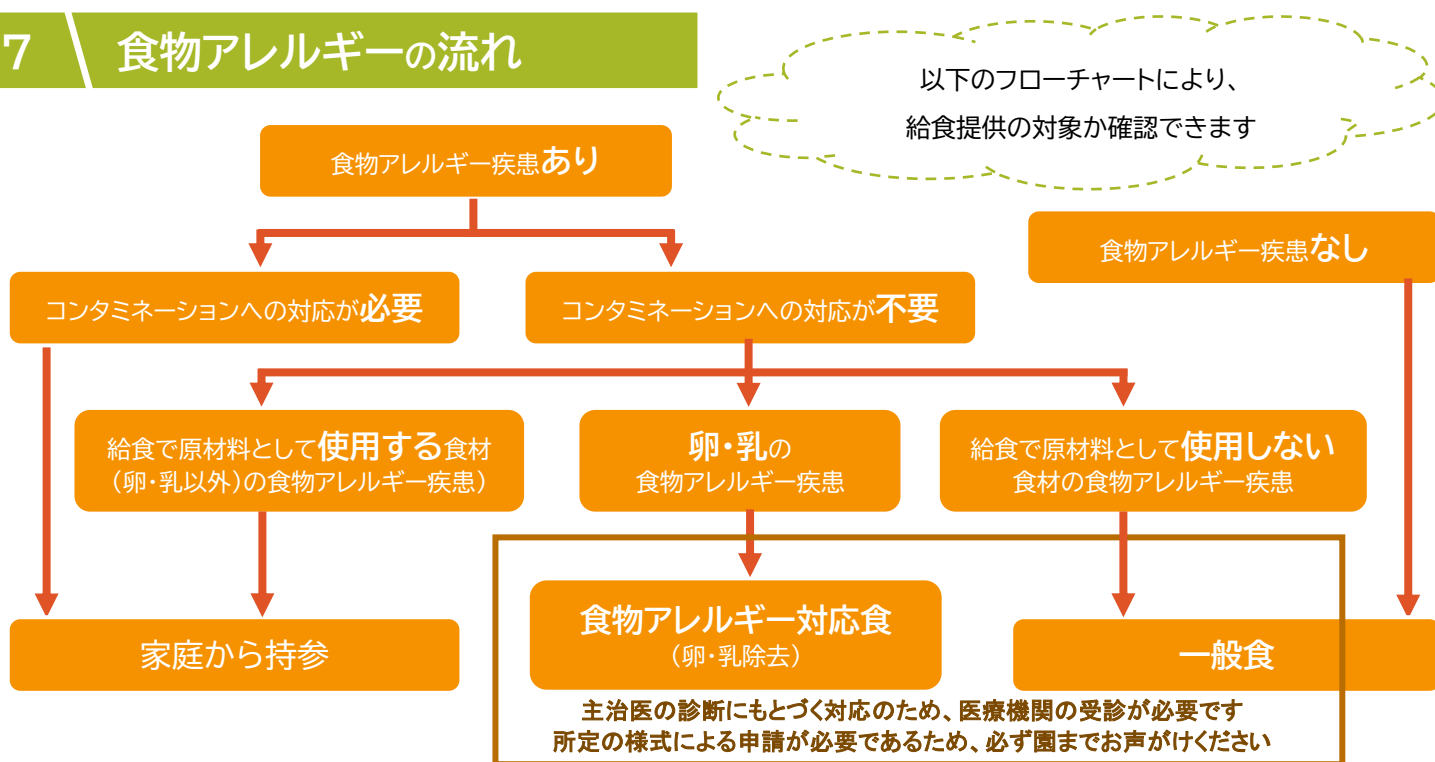 7 食物アレルギーの流れ
以下のフローチャートにより、
給食提供の対象か確認できます
食物アレルギー疾患あり
食物アレルギー疾患なし
コンタミネーションへの対応が必要
コンタミネーションへの対応が不要
給食で原材料として使用する食材
（卵・乳以外）の食物アレルギー疾患）
卵・乳の
食物アレルギー疾患
給食で原材料として使用しない
食材の食物アレルギー疾患
家庭から持参
食物アレルギー対応食
（卵・乳除去）
一般食
主治医の診断にもとづく対応のため、医療機関の受診が必要です
所定の様式による申請が必要であるため、必ず園までお声がけください